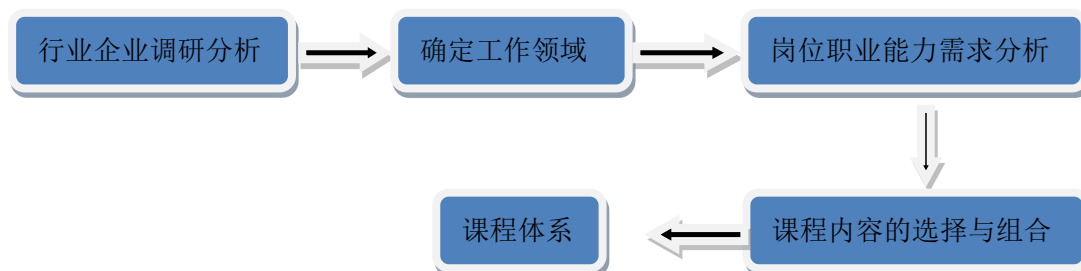 行业企业调研分析
确定工作领域
岗位职业能力需求分析
课程内容的选择与组合
课程体系